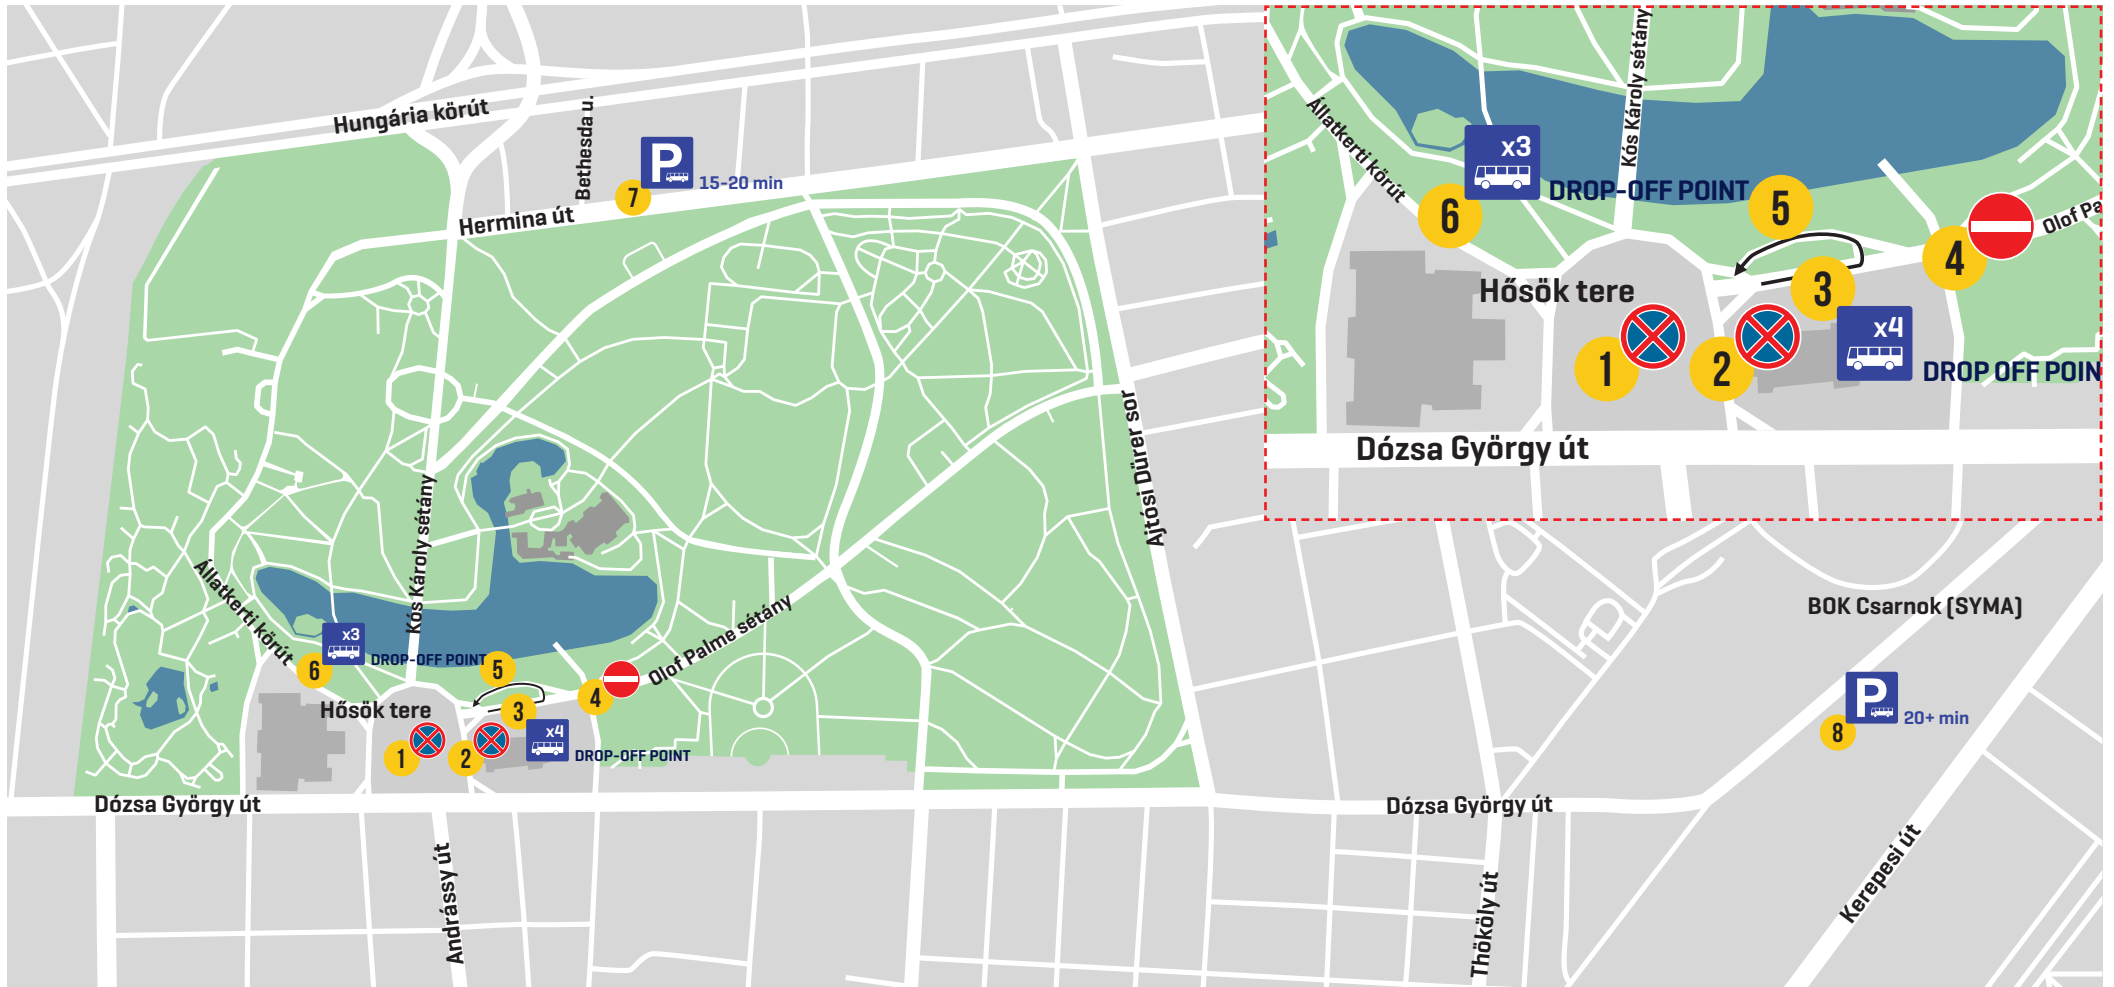 Hungária körút
Bethesda u.
P
15-20 min
7
Hermina út
Ajtósi Dürer sor
Kós Károly sétány
Állatkerti körút
x3
DROP-OFF POINT
6
5
Olof Palme sétány
4
Hősök tere
3
x4
DROP-OFF POINT
1
2
Dózsa György út
Andrássy út
Kós Károly sétány
Állatkerti körút
x3
DROP-OFF POINT
6
5
Olof Pa
4
Hősök tere
3
x4
DROP OFF POIN
1
2
Dózsa György út
BOK Csarnok (SYMA)
P
20+ min
8
Dózsa György út
Thököly út
Kerepesi út